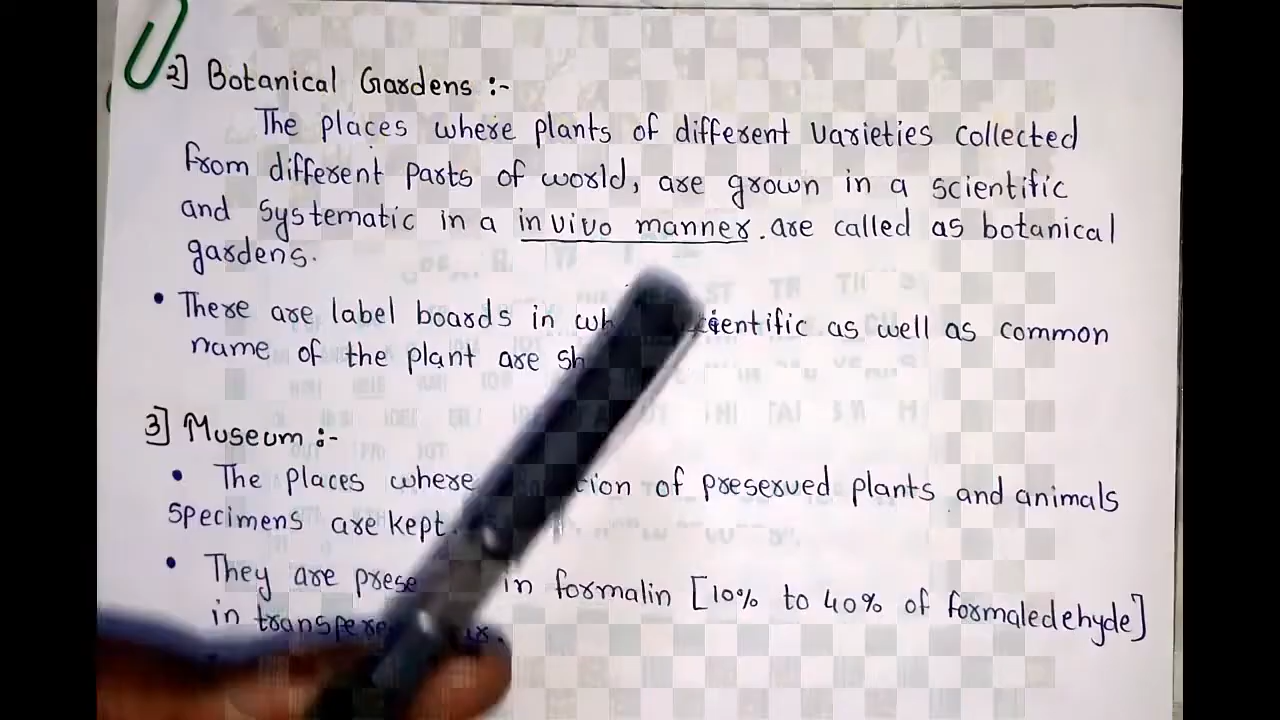 2] Botanical Gardens :-
The places where plants of different varieties collected
from different parts of world, are grown in a scientific
and systematic in a in vivo manner. are called as botanical
gardens.
• There are label boards in scientific as well as common
name of the plant are
3] Museum :-
• The places where of preserved plants and animals
specimens are kept.
• They are in formalin [10% to 40% of formaledehyde]
in